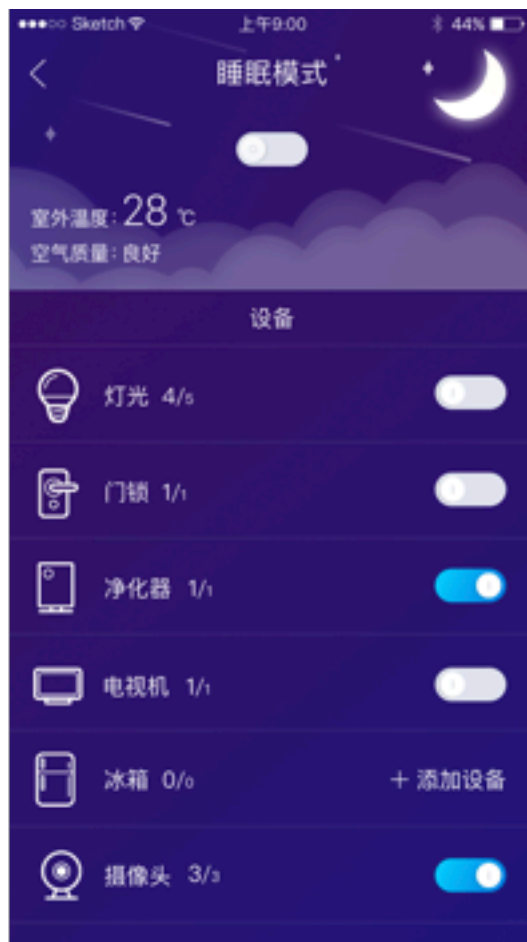 Sketch 上午9:00 44%
睡眠模式
室外温度: 28 ℃
空气质量: 良好
设备
灯光 4/5
门锁 1/1
净化器 1/1
电视机 1/1
冰箱 0/0 + 添加设备
摄像头 3/3